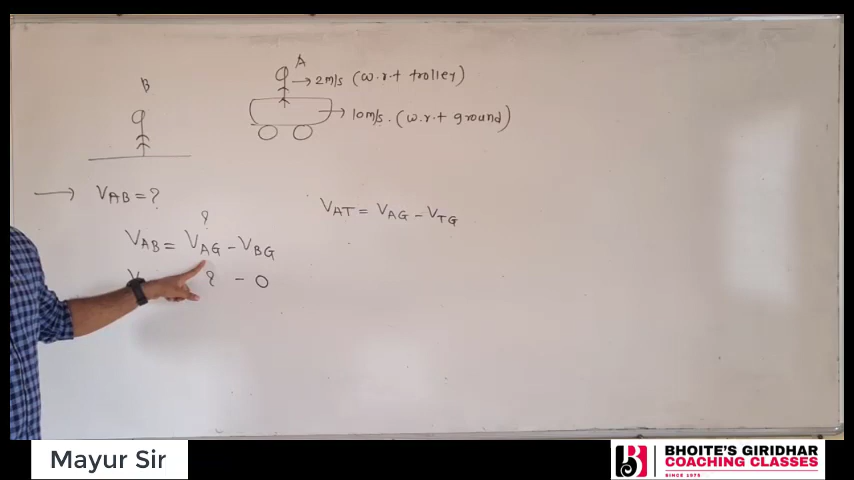 A
B
2m/s (w.r.t trolley)
10m/s. (w.r.t ground)
VAB = ?
?
VAB = VAG - VBG
VAT = VAG - VTG
V ? - 0
Mayur Sir
BHOITE'S GIRIDHAR
COACHING CLASSES
SINCE 1975